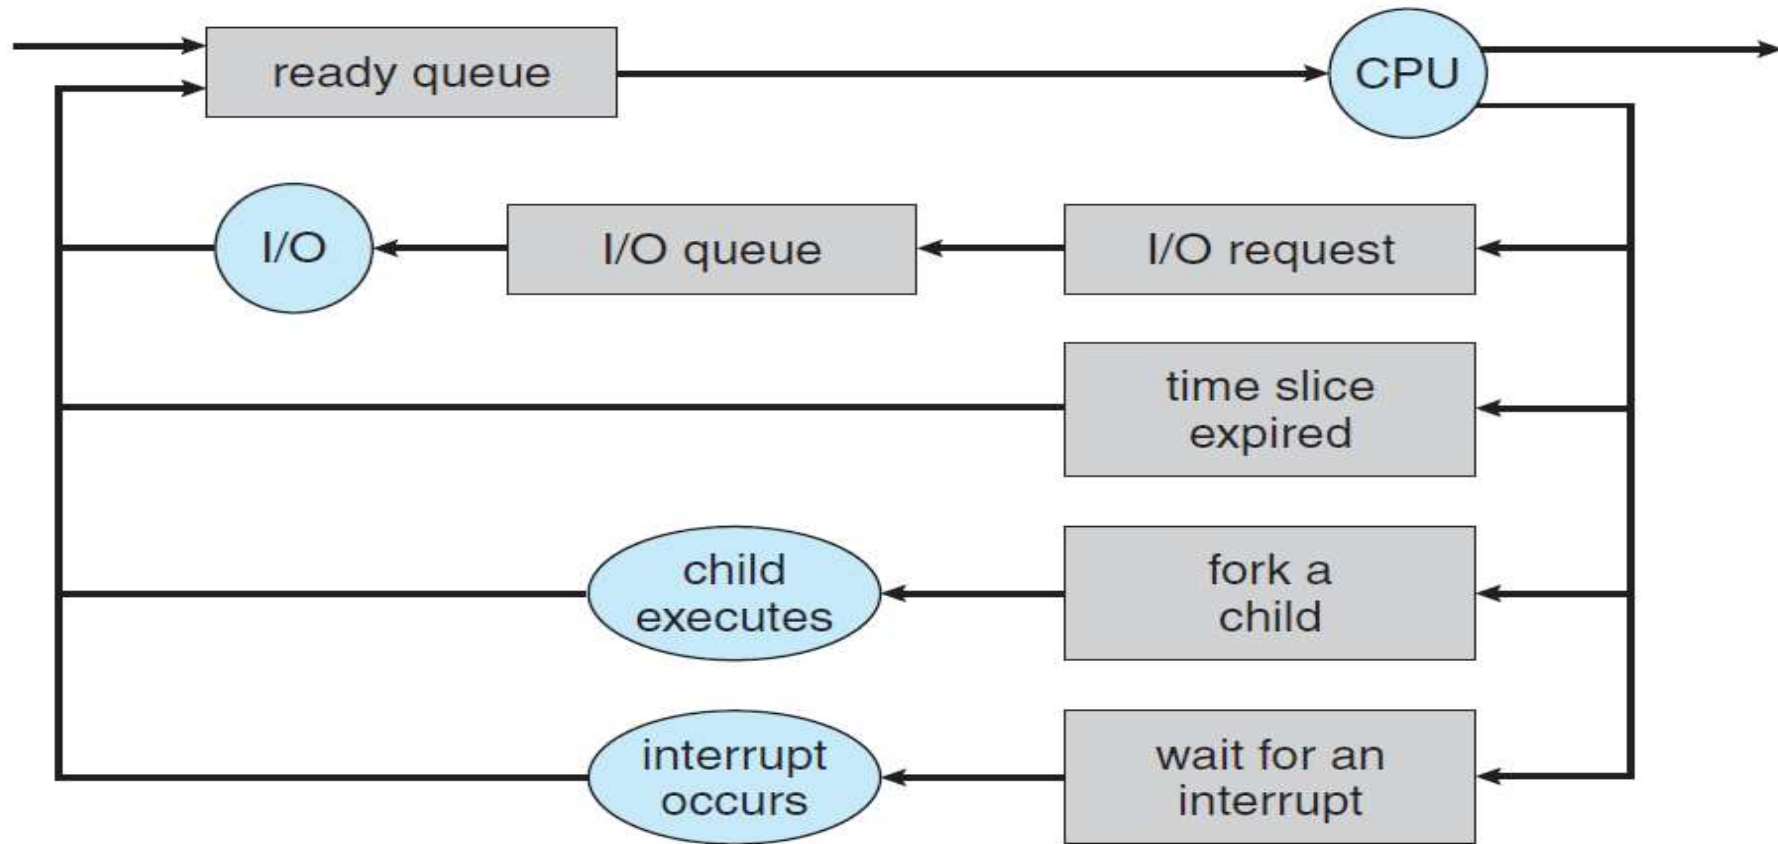 ready queue
CPU
I/O
I/O queue
I/O request
time slice
expired
child
executes
fork a
child
interrupt
occurs
wait for an
interrupt